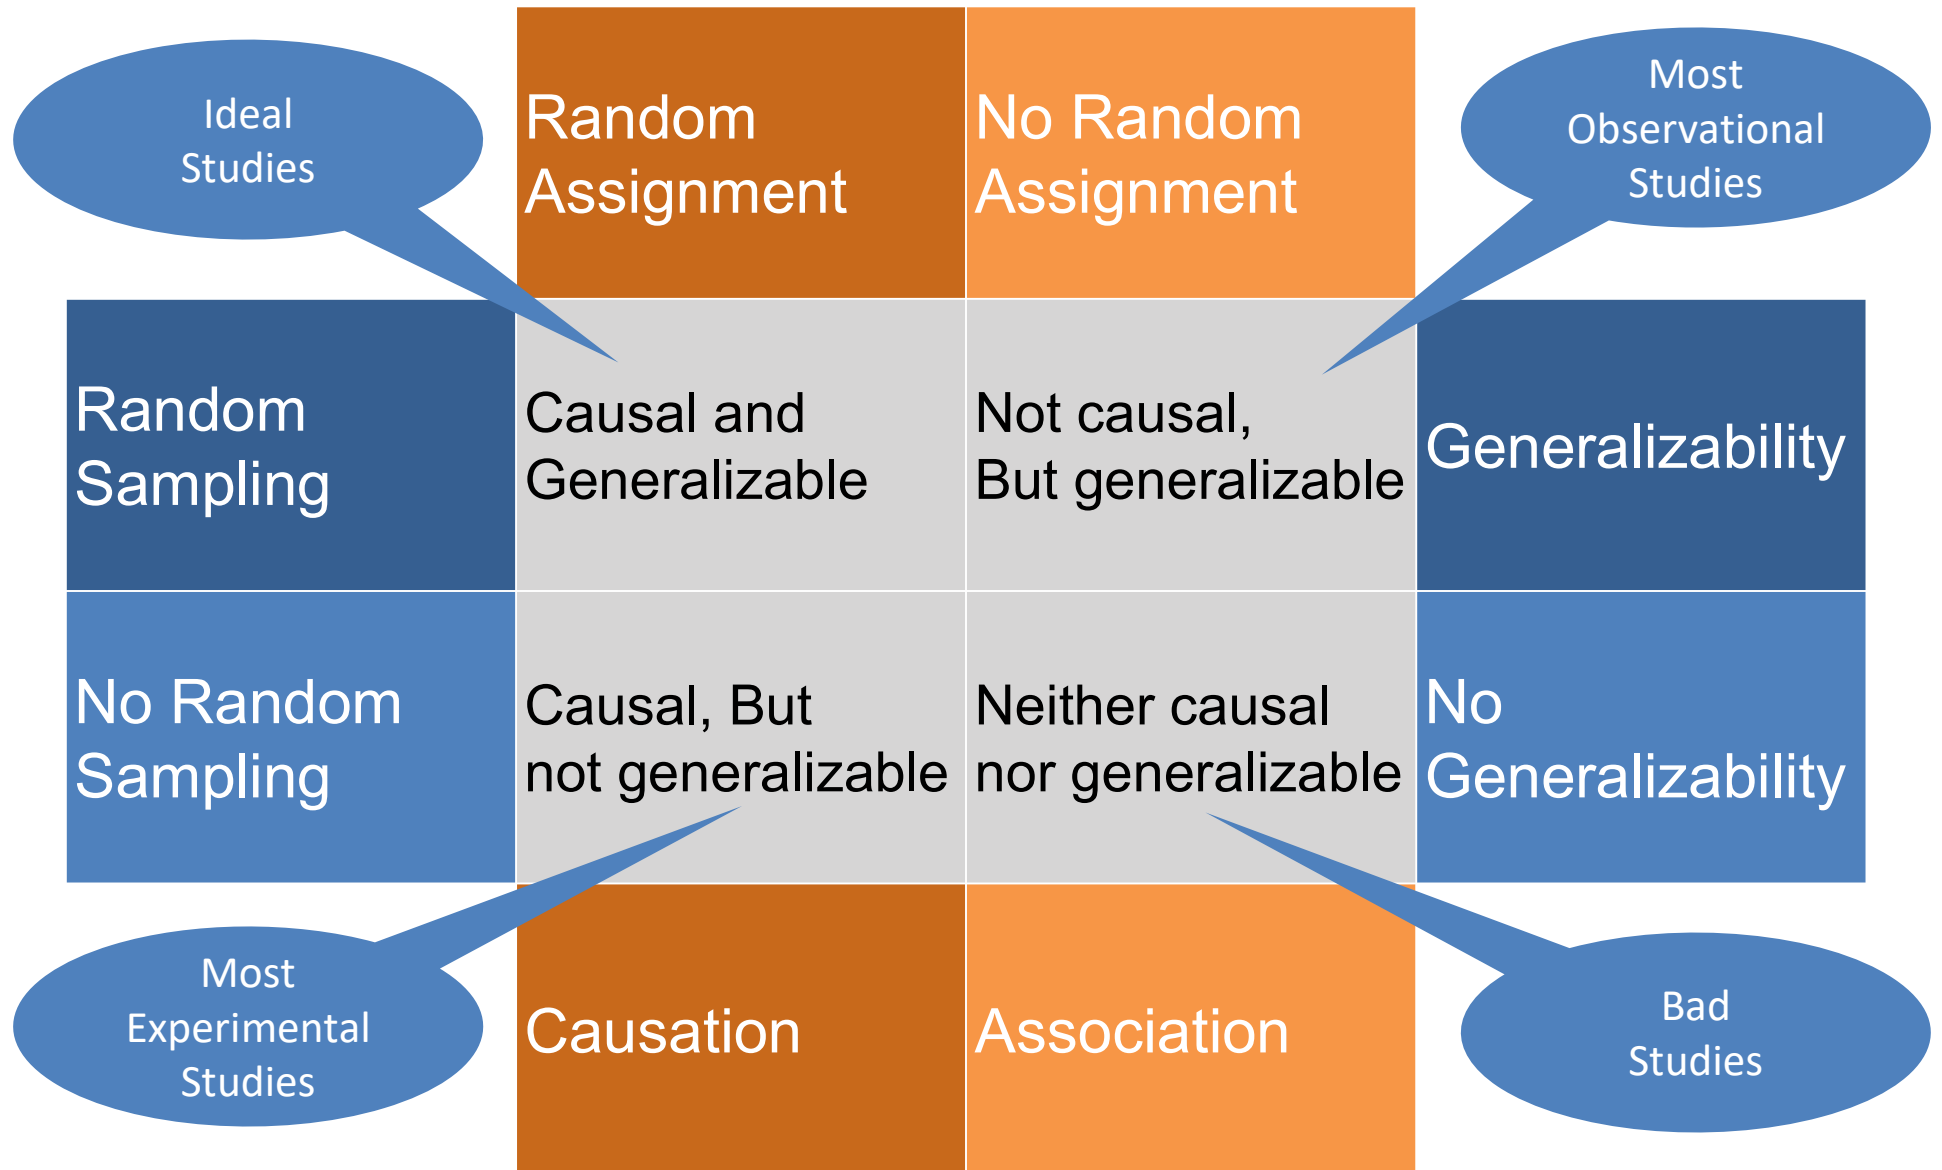 Ideal
Studies
Random
Assignment
No Random
Assignment
Most
Observational
Studies
Random
Sampling
Causal and
Generalizable
Not causal,
But generalizable
Generalizability
No Random
Sampling
Causal, But
not generalizable
Neither causal
nor generalizable
No
Generalizability
Most
Experimental
Studies
Causation
Association
Bad
Studies